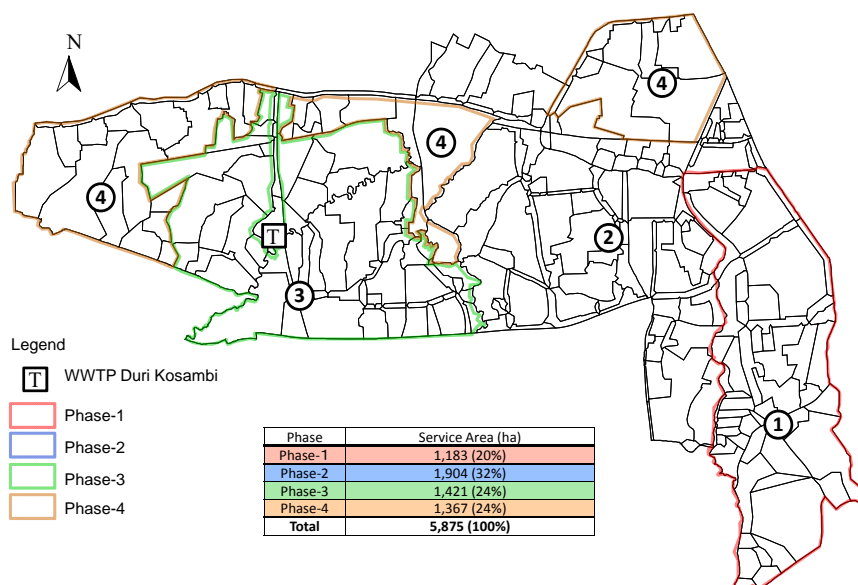 N
4
4
4
2
T
3
1
Legend
T WWTP Duri Kosambi
Phase-1
Phase-2
Phase-3
Phase-4
Phase Service Area (ha)
Phase-1 1,183 (20%)
Phase-2 1,904 (32%)
Phase-3 1,421 (24%)
Phase-4 1,367 (24%)
Total 5,875 (100%)